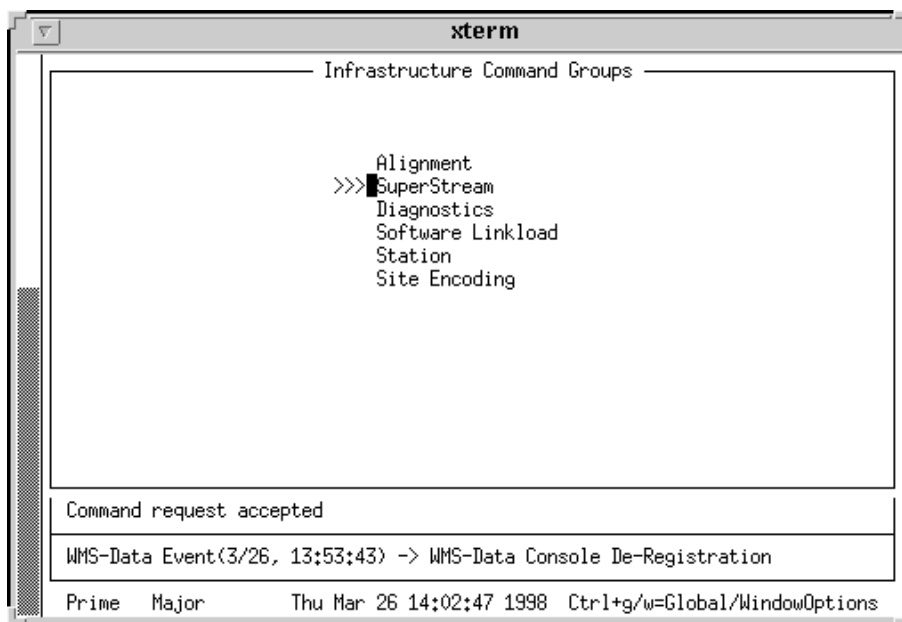 xterm
Infrastructure Command Groups
Alignment
>>> SuperStream
Diagnostics
Software Linkload
Station
Site Encoding
Command request accepted
WMS-Data Event(3/26, 13:53:43) -> WMS-Data Console De-Registration
Prime Major Thu Mar 26 14:02:47 1998 Ctrl+g/w=Global/WindowOptions